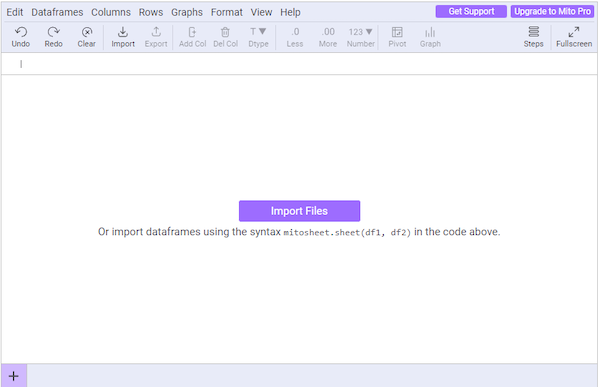 Edit Dataframes Columns Rows Graphs Format View Help Get Support Upgrade to Mito Pro
T▼ .0 .00 123▼
Undo Redo Clear Import Export Add Col Del Col Dtype Less More Number Pivot Graph Steps Fullscreen
Import Files
Or import dataframes using the syntax mitosheet.sheet(df1, df2) in the code above.
+